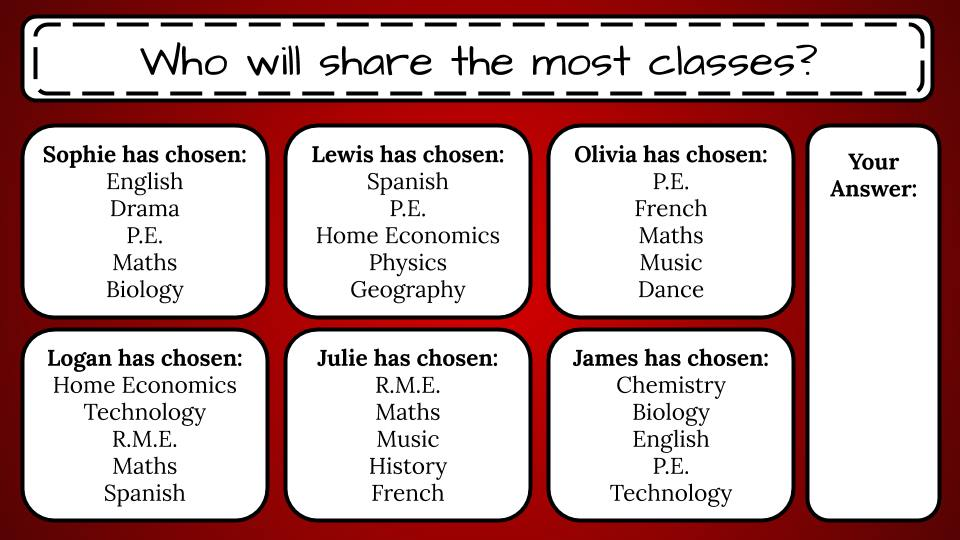 Who will share the most classes?
Sophie has chosen:
English
Drama
P.E.
Maths
Biology
Lewis has chosen:
Spanish
P.E.
Home Economics
Physics
Geography
Olivia has chosen:
P.E.
French
Maths
Music
Dance
Your
Answer:
Logan has chosen:
Home Economics
Technology
R.M.E.
Maths
Spanish
Julie has chosen:
R.M.E.
Maths
Music
History
French
James has chosen:
Chemistry
Biology
English
P.E.
Technology